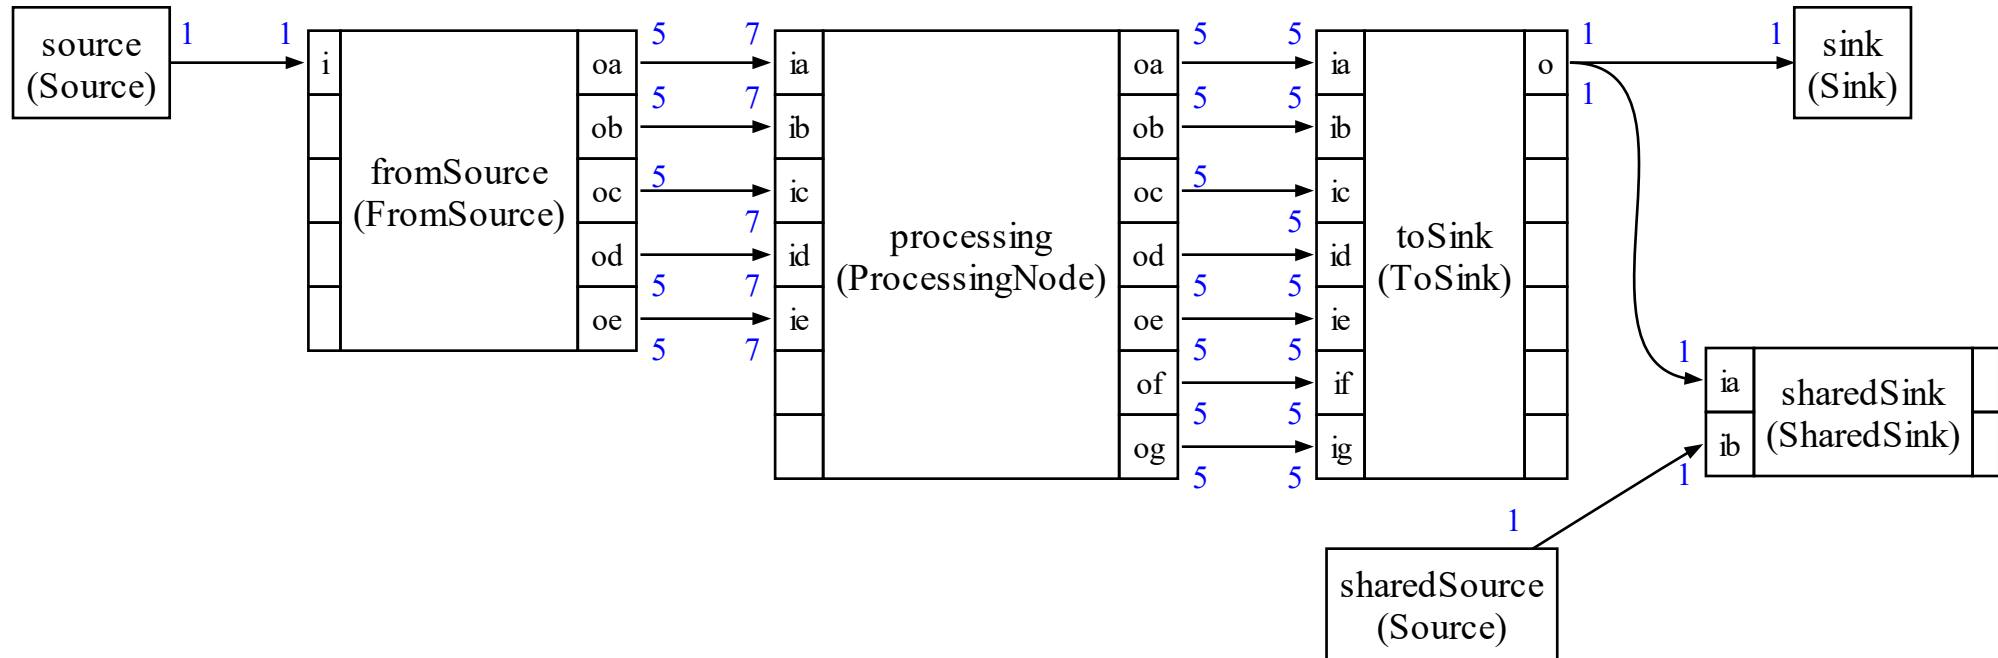 source
(Source)
1 1
i
fromSource
(FromSource)
oa
ob
oc
od
oe
5 7
5 7
5
7
5 7
5 7
ia
ib
ic
id
ie
processing
(ProcessingNode)
oa
ob
oc
od
oe
of
og
5 5
5 5
5
5
5 5
5 5
5 5
5 5
ia
ib
ic
id
ie
if
ig
toSink
(ToSink)
o
1 1
1
sink
(Sink)
1
ia
ib
sharedSink
(SharedSink)
1
1
sharedSource
(Source)